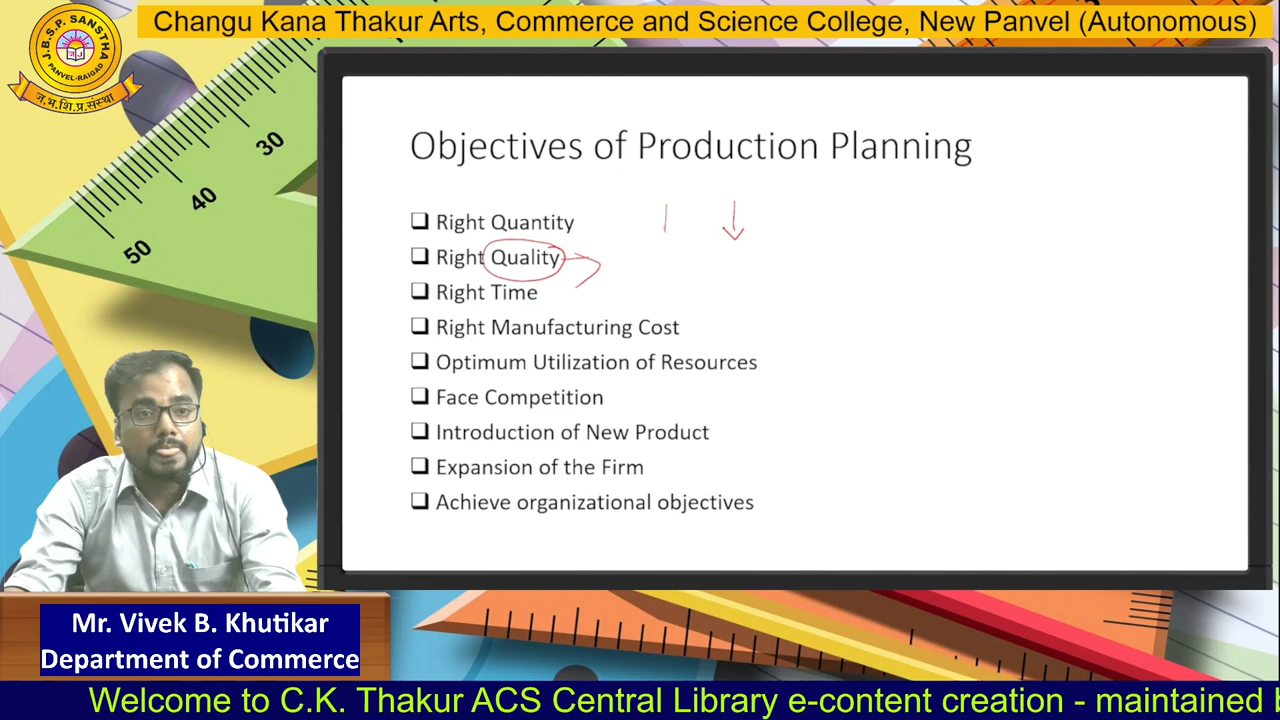 Changu Kana Thakur Arts, Commerce and Science College, New Panvel (Autonomous)
J.B.S.P. SANSTHA
PANVEL-RAIGAD
ज.भ.शि.प्र.संस्था
30
40
50
Objectives of Production Planning
Right Quantity
Right Quality
Right Time
Right Manufacturing Cost
Optimum Utilization of Resources
Face Competition
Introduction of New Product
Expansion of the Firm
Achieve organizational objectives
Mr. Vivek B. Khutikar
Department of Commerce
Welcome to C.K. Thakur ACS Central Library e-content creation - maintained